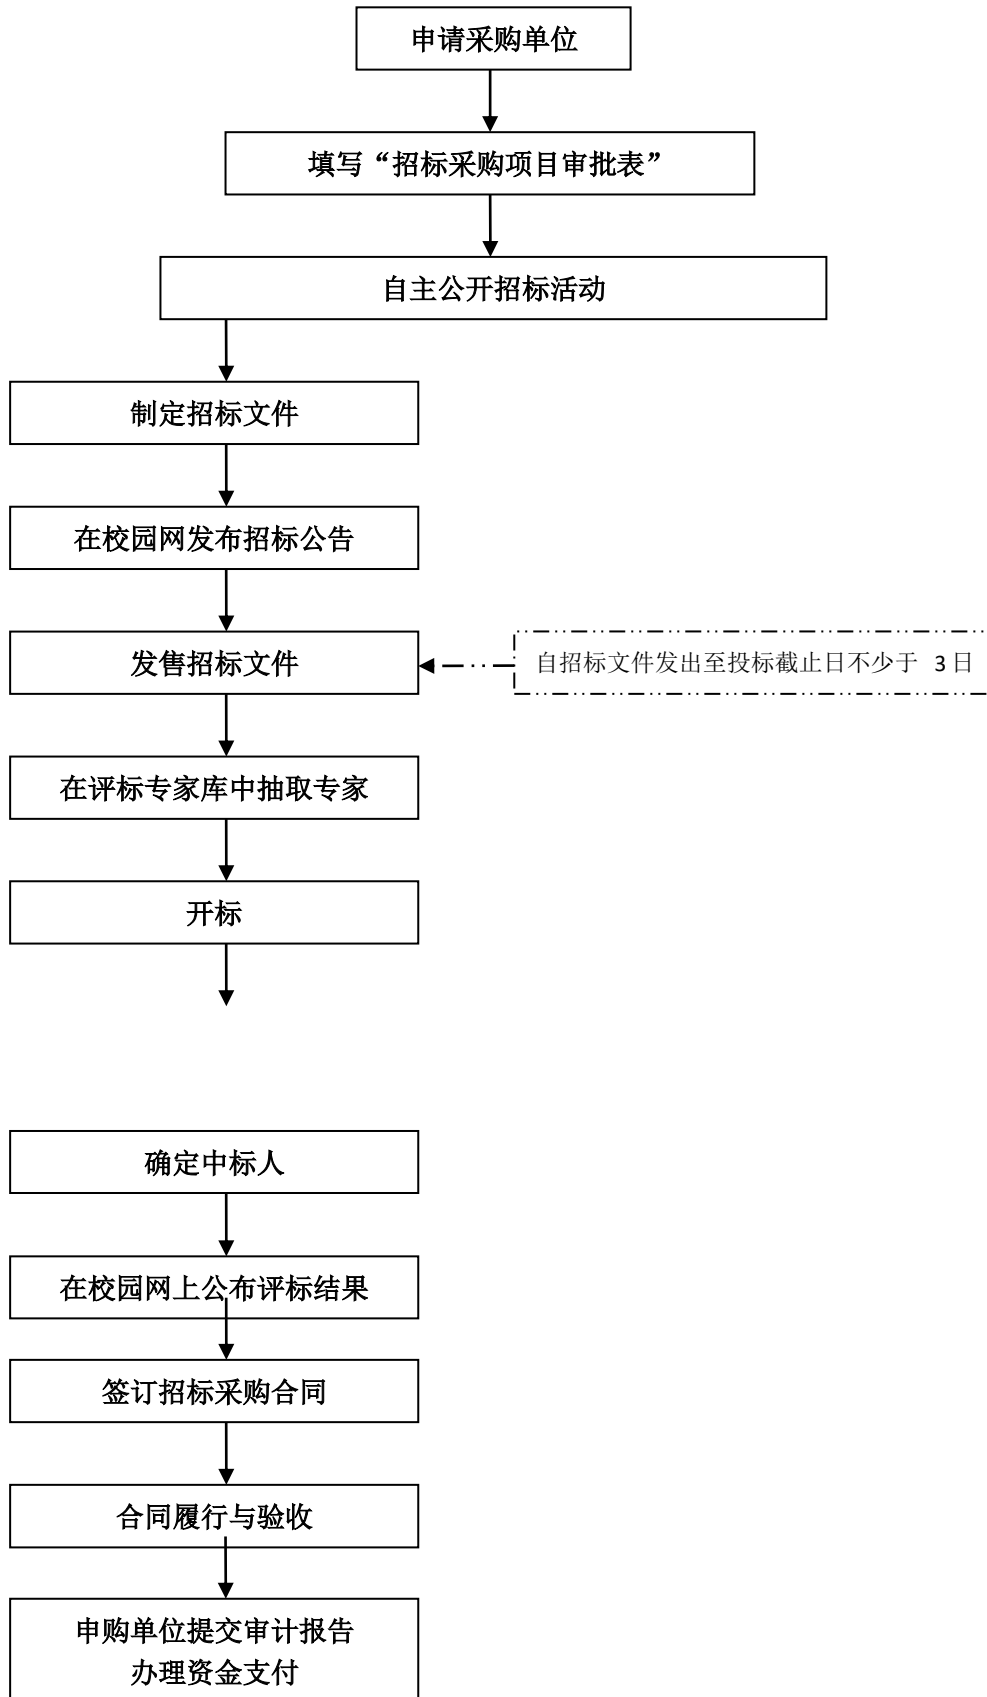 申请采购单位
填写“招标采购项目审批表”
自主公开招标活动
制定招标文件
在校园网发布招标公告
发售招标文件
自招标文件发出至投标截止日不少于 3日
在评标专家库中抽取专家
开标
确定中标人
在校园网上公布评标结果
签订招标采购合同
合同履行与验收
申购单位提交审计报告
办理资金支付